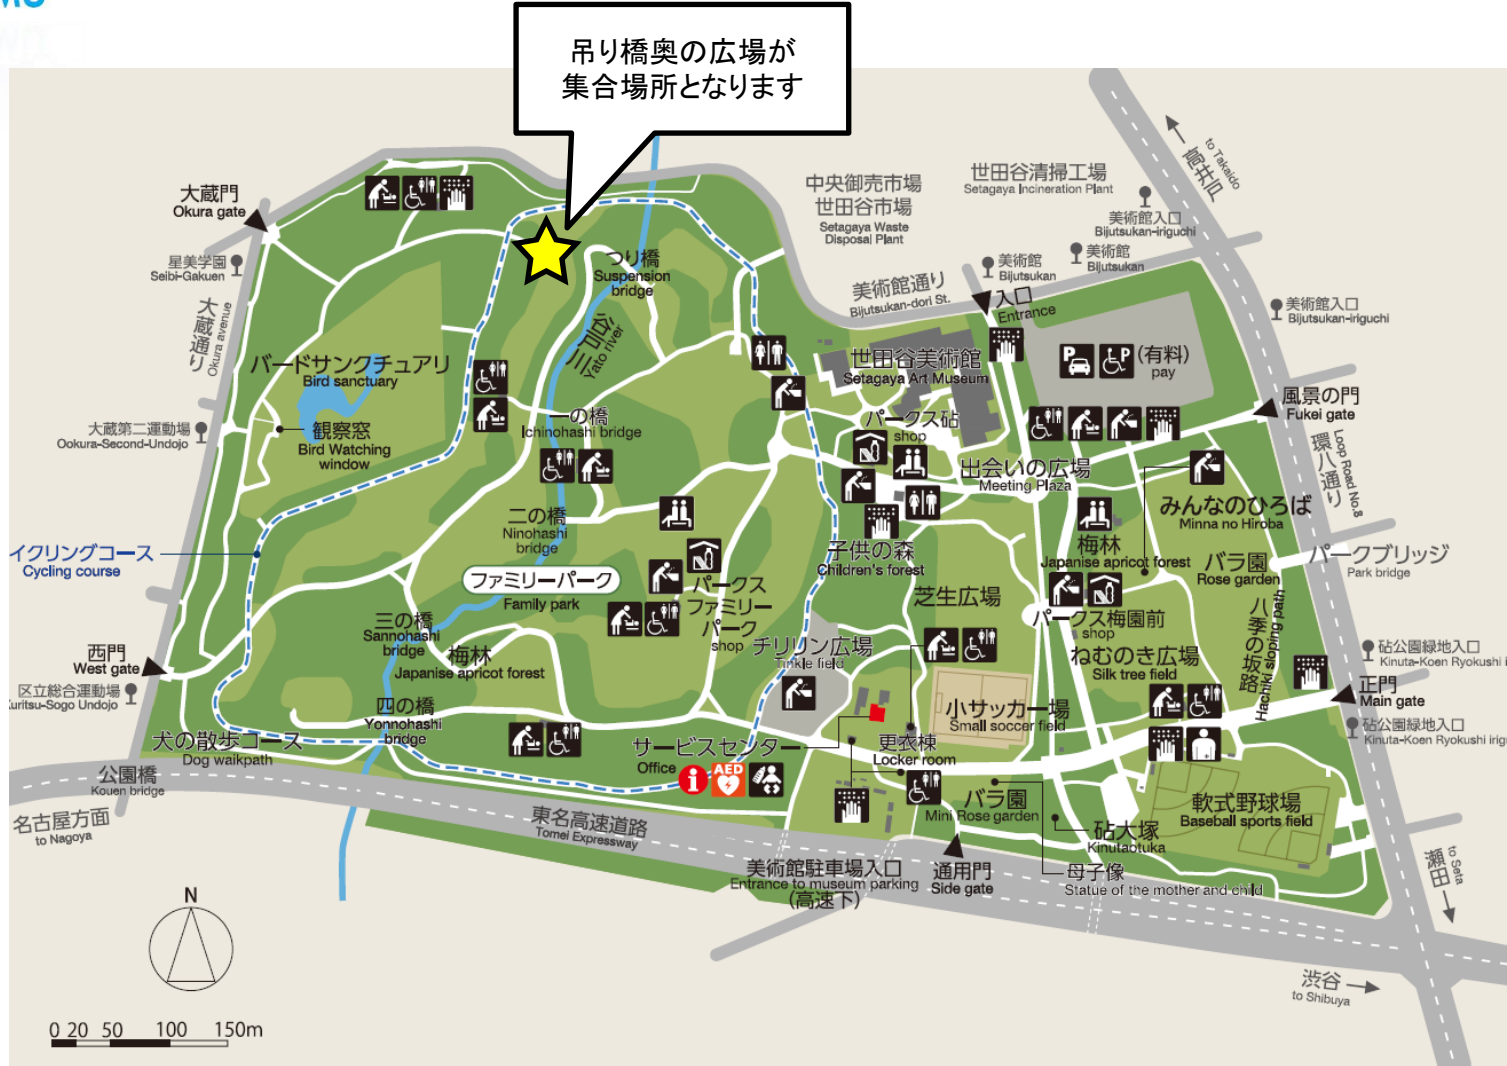 吊り橋奥の広場が
集合場所となります
大蔵門
Okura gate
星美学園
Seibi-Gakuen
大蔵通り
Okura avenue
バードサンクチュアリ
Bird sanctuary
大蔵第二運動場
Ookura-Second-Undojo
観察窓
Bird Watching
window
イクリングコース
Cycling course
西門
West gate
区立総合運動場
Kuritsu-Sogo Undojo
犬の散歩コース
Dog waikpath
公園橋
Kouen bridge
名古屋方面
to Nagoya
つり橋
Suspension
bridge
谷戸川
Yato river
一の橋
Ichinohashi bridge
二の橋
Ninohashi
bridge
ファミリーパーク
Family park
三の橋
Sannohashi
bridge
梅林
Japanise apricot forest
四の橋
Yonnohashi
bridge
パークス
ファミリー
パーク
shop
チリリン広場
Tinkle field
サービスセンター
Office
AED
東名高速道路
Tomei Expressway
中央御売市場
世田谷市場
Setagaya Waste
Disposal Plant
世田谷清掃工場
Setagaya Incineration Plant
to Takaido
高井戸
美術館入口
Bijutsukan-iriguchi
美術館
Bijutsukan
美術館
Bijutsukan
美術館通り
Bijutsukan-dori St.
入口
Entrance
美術館入口
Bijutsukan-iriguchi
世田谷美術館
Setagaya Art Museum
P
P
(有料)
pay
風景の門
Fukei gate
環八通り
Loop Road No.8
パークス砧
shop
出会いの広場
Meeting Plaza
みんなのひろば
Minna no Hiroba
子供の森
Children's forest
梅林
Japanise apricot forest
バラ園
Rose garden
パークブリッジ
Park bridge
芝生広場
パークス梅園前
shop
八季の坂路
Hachiki sloping path
ねむのき広場
Silk tree field
砧公園緑地入口
Kinuta-Koen Ryokushi i
正門
Main gate
砧公園緑地入口
Kinuta-Koen Ryokushi irigu
小サッカー場
Small soccer field
更衣棟
Locker room
バラ園
Mini Rose garden
軟式野球場
Baseball sports field
砧大塚
Kinutaotuka
母子像
Statue of the mother and child
美術館駐車場入口
Entrance to museum parking
(高速下)
通用門
Side gate
瀬田
to Seta
渋谷
to Shibuya
N
0 20 50 100 150m